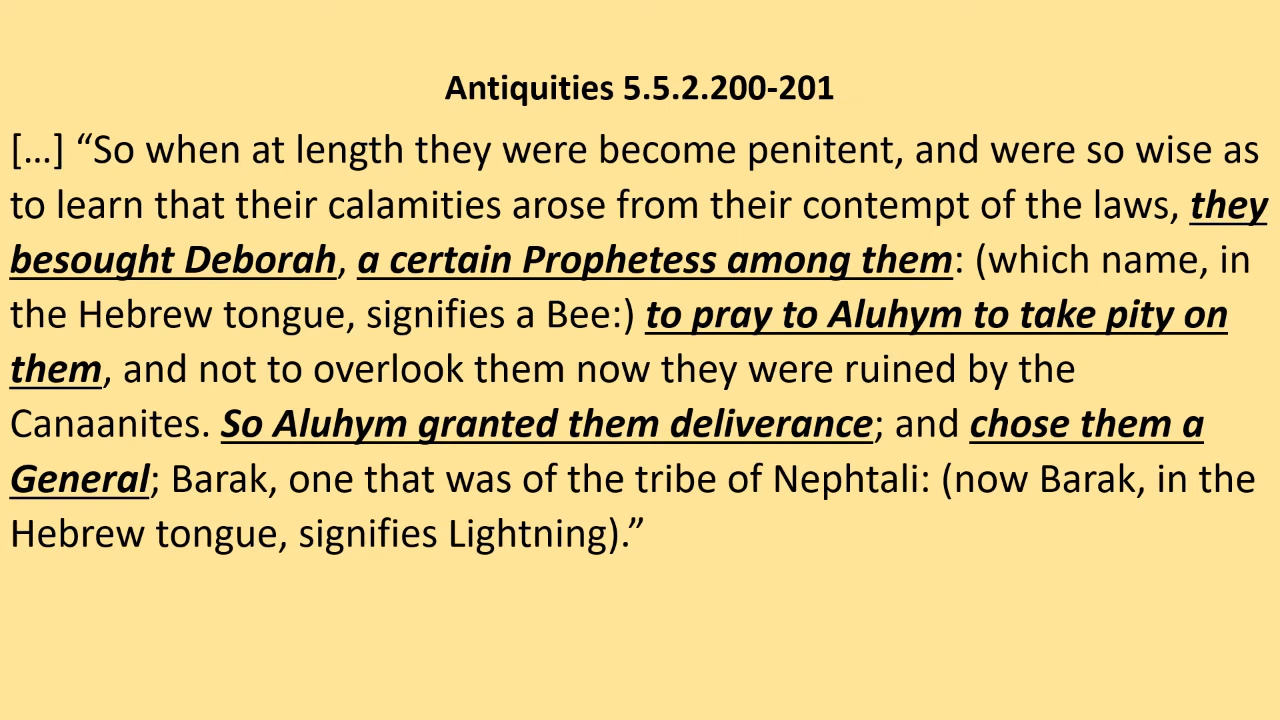 Antiquities 5.5.2.200-201
[...] “So when at length they were become penitent, and were so wise as
to learn that their calamities arose from their contempt of the laws, they
besought Deborah, a certain Prophetess among them: (which name, in
the Hebrew tongue, signifies a Bee:) to pray to Aluhym to take pity on
them, and not to overlook them now they were ruined by the
Canaanites. So Aluhym granted them deliverance; and chose them a
General; Barak, one that was of the tribe of Nephtali: (now Barak, in the
Hebrew tongue, signifies Lightning).”